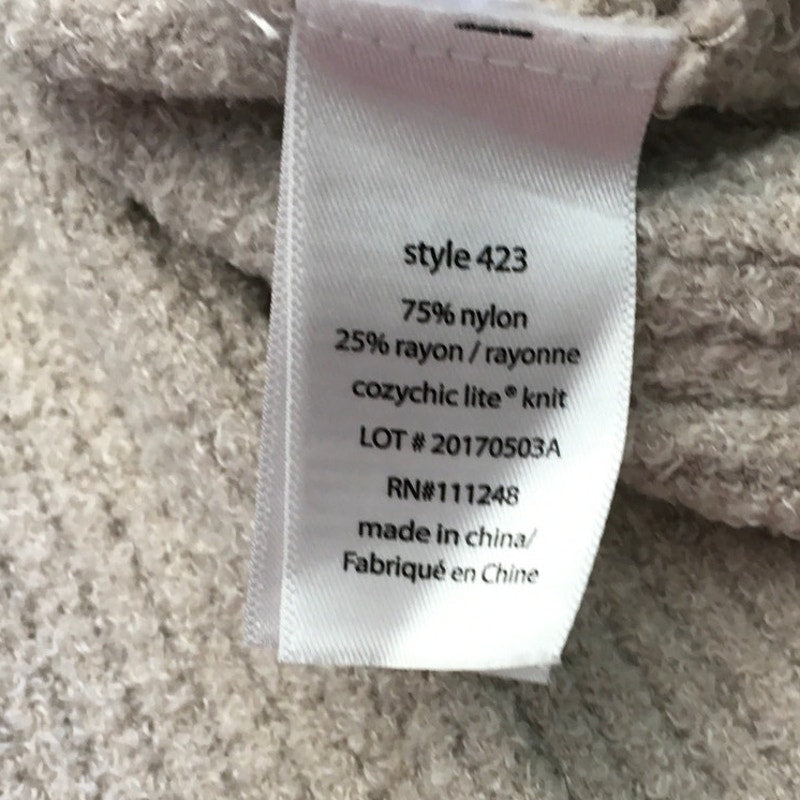 style 423
75% nylon
25% rayon / rayonne
cozychic lite® knit
LOT # 20170503A
RN#111248
made in china/
Fabriqué en Chine